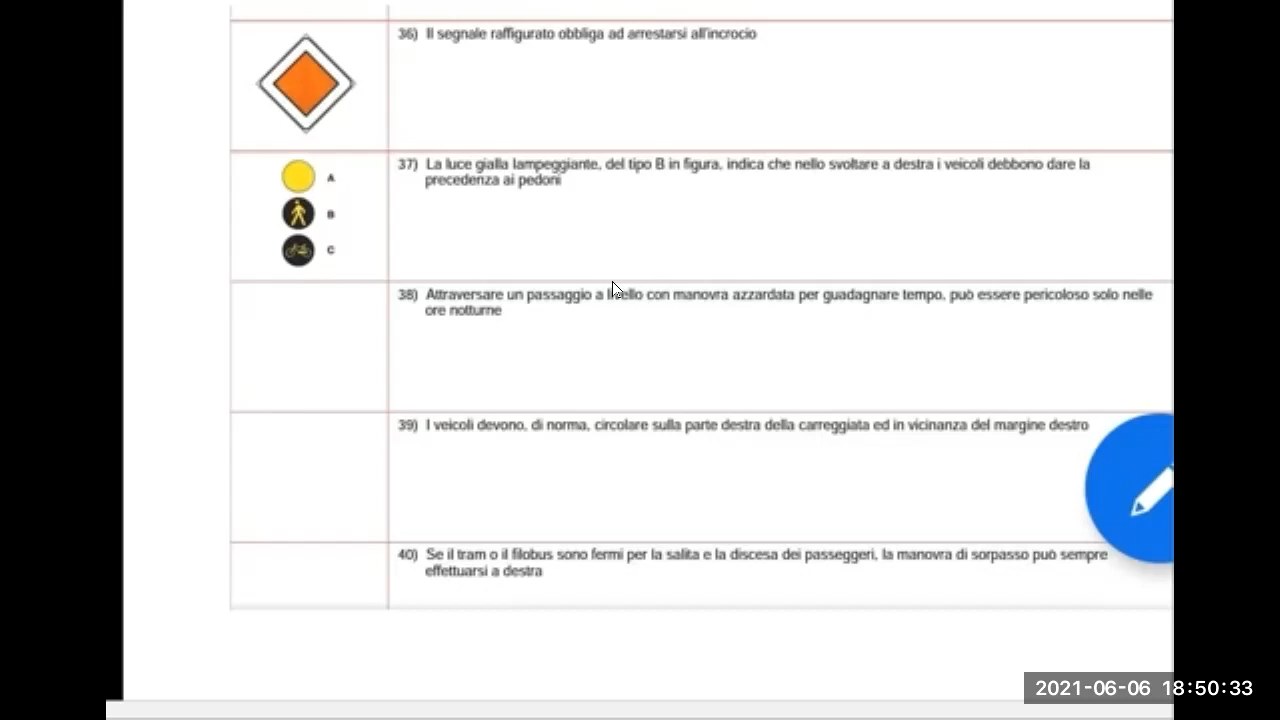 36) Il segnale raffigurato obbliga ad arrestarsi all'incrocio
37) La luce gialla lampeggiante, del tipo B in figura, indica che nello svoltare a destra i veicoli debbono dare la
precedenza ai pedoni
A
B
C
38) Attraversare un passaggio a livello con manovra azzardata per guadagnare tempo, può essere pericoloso solo nelle
ore notturne
39) I veicoli devono, di norma, circolare sulla parte destra della carreggiata ed in vicinanza del margine destro
40) Se il tram o il filobus sono fermi per la salita e la discesa dei passeggeri, la manovra di sorpasso può sempre
effettuarsi a destra
2021-06-06 18:50:33